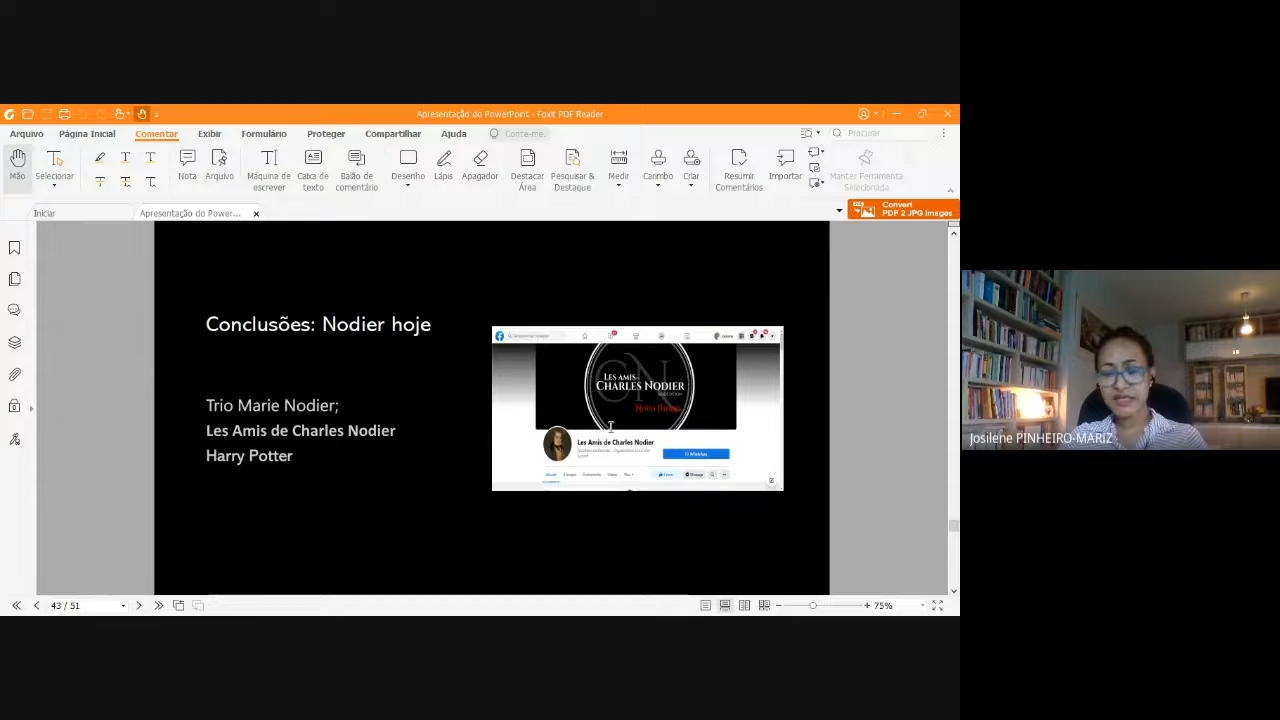 Apresentação do PowerPoint - Foxit PDF Reader
Arquivo Página Inicial Comentar Exibir Formulário Proteger Compartilhar Ajuda Conte-me. Procurar
Mão Selecionar Nota Arquivo Máquina de escrever Caixa de texto Balão de comentário Desenho Lápis Apagador Destacar Área Pesquisar & Destaque Medir Carimbo Criar Resumir Comentários Importar Manter Ferramenta Selecionada
Iniciar Apresentação do Power...
Convert
PDF 2 JPG Images
Conclusões: Nodier hoje
Trio Marie Nodier;
Les Amis de Charles Nodier
Harry Potter
LES AMIS
CHARLES NODIER
ASSOCIATION
Les Amis de Charles Nodier
WhatsApp
Message
Josilene PINHEIRO-MARIZ
43 / 51
75%